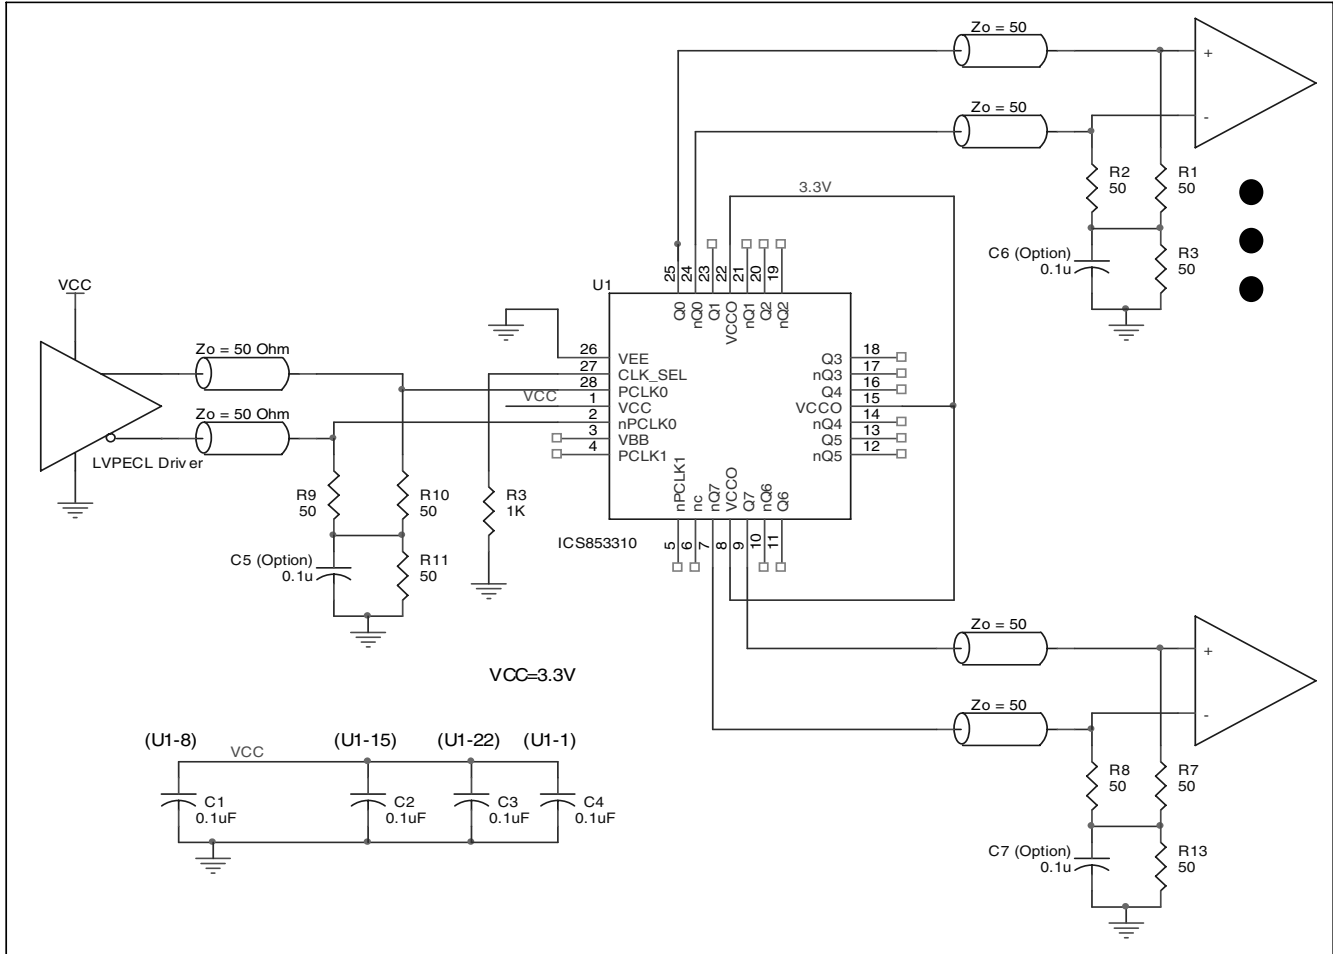 Zo = 50
+
Zo = 50
-
R2
50
R1
50
C6 (Option)
0.1u
R3
50
3.3V
VCC
Zo = 50 Ohm
Zo = 50 Ohm
LVPECL Driver
R9
50
R10
50
C5 (Option)
0.1u
R11
50
R3
1K
U1
25
24
23
22
21
20
19
Q0
nQ0
Q1
VCCO
nQ1
Q2
nQ2
26 VEE
27 CLK_SEL
28 PCLK0
VCC
1 VCC
2 nPCLK0
3 VBB
4 PCLK1
Q3 18
nQ3 17
Q4 16
VCCO 15
nQ4 14
Q5 13
nQ5 12
nPCLK1
nc
nQ7
VCCO
Q7
nQ6
Q6
5
6
7
8
9
10
11
ICS853310
VCC=3.3V
Zo = 50
+
Zo = 50
-
R8
50
R7
50
C7 (Option)
0.1u
R13
50
(U1-8)
VCC
(U1-15)
(U1-22)
(U1-1)
C1
0.1uF
C2
0.1uF
C3
0.1uF
C4
0.1uF